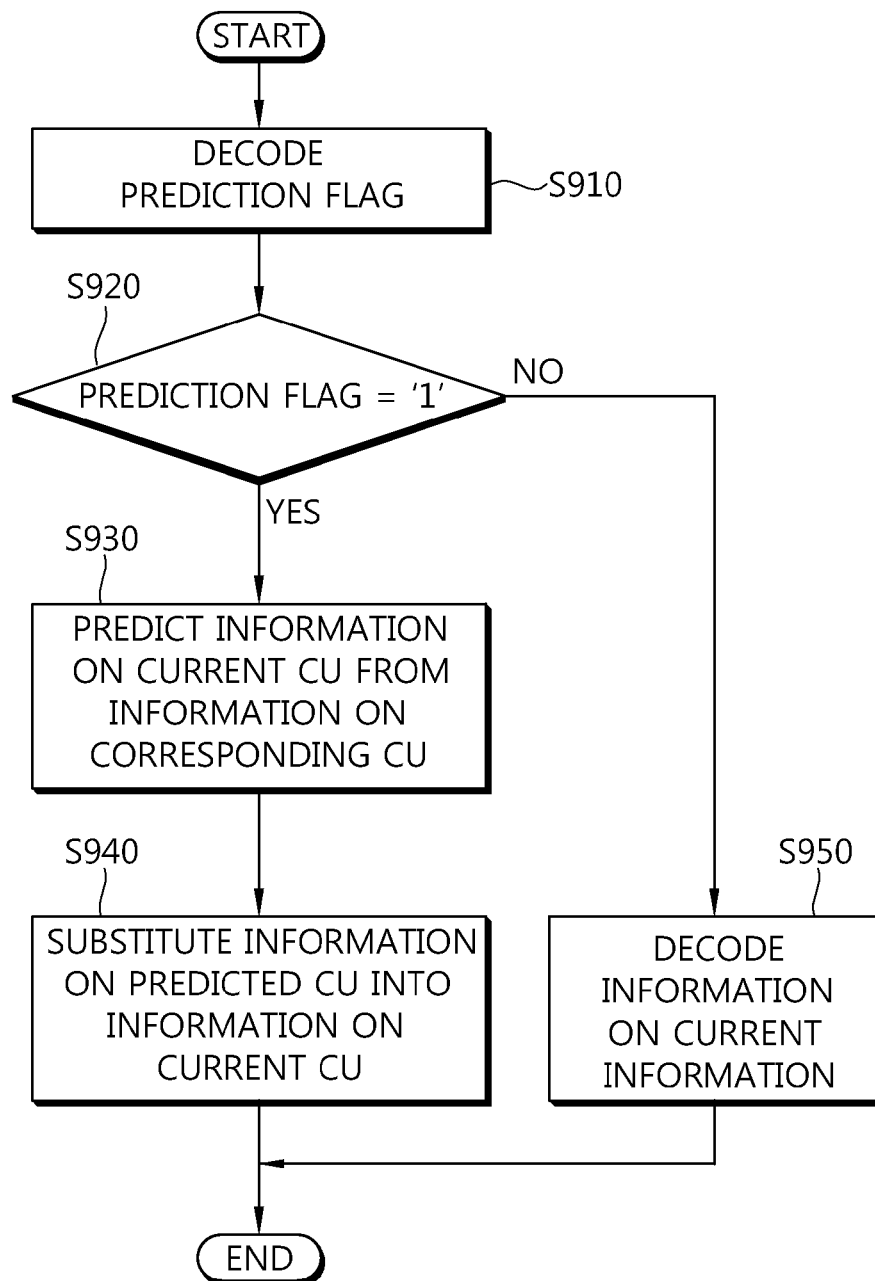 START
DECODE
PREDICTION FLAG
S910
S920
PREDICTION FLAG = '1'
NO
YES
S930
PREDICT INFORMATION
ON CURRENT CU FROM
INFORMATION ON
CORRESPONDING CU
S940
SUBSTITUTE INFORMATION
ON PREDICTED CU INTO
INFORMATION ON
CURRENT CU
S950
DECODE
INFORMATION
ON CURRENT
INFORMATION
END